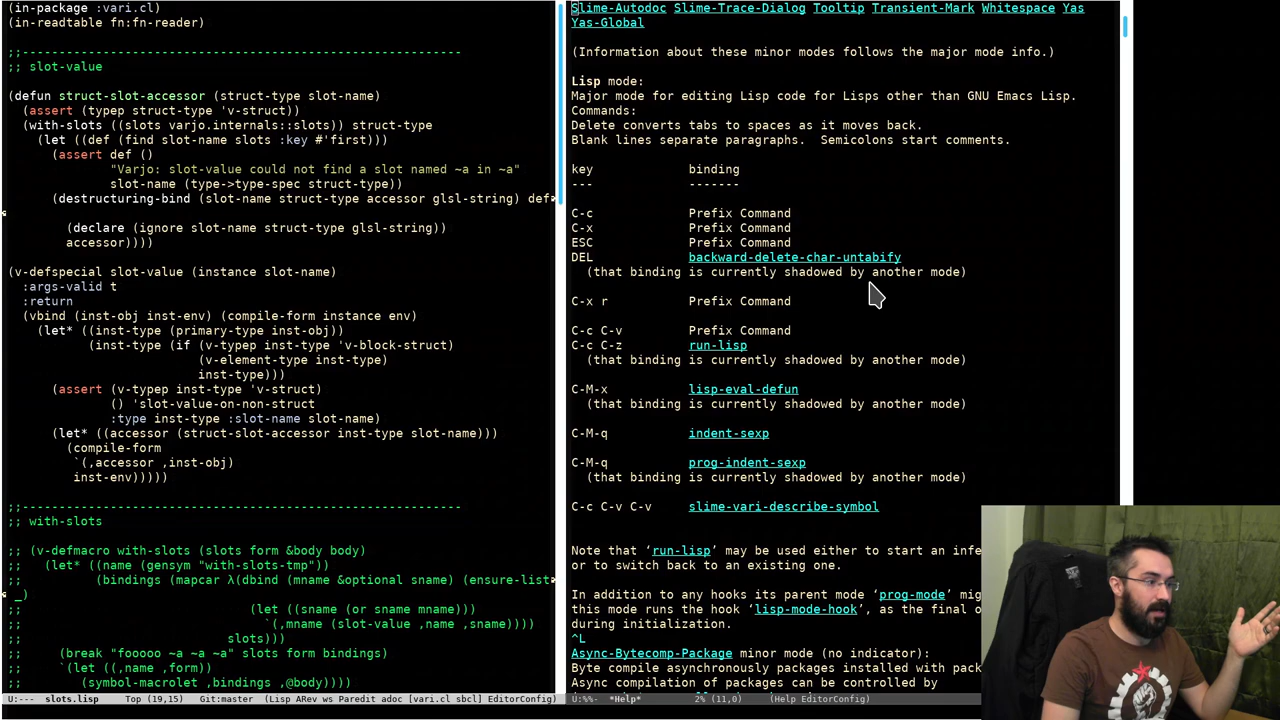 (in-package :vari.cl)
(in-readtable fn:fn-reader)
;;------------------------------------------------------------
;; slot-value
(defun struct-slot-accessor (struct-type slot-name)
(assert (typep struct-type 'v-struct))
(with-slots ((slots varjo.internals::slots)) struct-type
(let ((def (find slot-name slots :key #'first)))
(assert def ()
"Varjo: slot-value could not find a slot named ~a in ~a"
slot-name (type->type-spec struct-type))
(destructuring-bind (slot-name struct-type accessor glsl-string) def
(declare (ignore slot-name struct-type glsl-string))
accessor))))
(v-defspecial slot-value (instance slot-name)
:args-valid t
:return
(vbind (inst-obj inst-env) (compile-form instance env)
(let* ((inst-type (primary-type inst-obj))
(inst-type (if (v-typep inst-type 'v-block-struct)
(v-element-type inst-type)
inst-type)))
(assert (v-typep inst-type 'v-struct)
() 'slot-value-on-non-struct
:type inst-type :slot-name slot-name)
(let* ((accessor (struct-slot-accessor inst-type slot-name)))
(compile-form
`(,accessor ,inst-obj)
inst-env)))))
;;------------------------------------------------------------
;; with-slots
;; (v-defmacro with-slots (slots form &body body)
;; (let* ((name (gensym "with-slots-tmp"))
;; (bindings (mapcar λ(dbind (mname &optional sname) (ensure-list
_)
;; (let ((sname (or sname mname)))
;; `(,mname (slot-value ,name ,sname))))
;; slots)))
;; (break "fooooo ~a ~a ~a" slots form bindings)
;; `(let ((,name ,form))
;; (symbol-macrolet ,bindings ,@body))))
U:--- slots.lisp Top (19,15) Git:master (Lisp ARev ws Paredit adoc [vari.cl sbcl] EditorConfig)
Slime-Autodoc Slime-Trace-Dialog Tooltip Transient-Mark Whitespace Yas
Yas-Global
(Information about these minor modes follows the major mode info.)
Lisp mode:
Major mode for editing Lisp code for Lisps other than GNU Emacs Lisp.
Commands:
Delete converts tabs to spaces as it moves back.
Blank lines separate paragraphs. Semicolons start comments.
key binding
--- -------
C-c Prefix Command
C-x Prefix Command
ESC Prefix Command
DEL backward-delete-char-untabify
(that binding is currently shadowed by another mode)
C-x r Prefix Command
C-c C-v Prefix Command
C-c C-z run-lisp
(that binding is currently shadowed by another mode)
C-M-x lisp-eval-defun
(that binding is currently shadowed by another mode)
C-M-q indent-sexp
C-M-q prog-indent-sexp
(that binding is currently shadowed by another mode)
C-c C-v C-v slime-vari-describe-symbol
Note that ‘run-lisp’ may be used either to start an infe
or to switch back to an existing one.
In addition to any hooks its parent mode ‘prog-mode’ mig
this mode runs the hook ‘lisp-mode-hook’, as the final o
during initialization.
^L
Async-Bytecomp-Package minor mode (no indicator):
Byte compile asynchronously packages installed with pack
Async compilation of packages can be controlled by
U:%%- *Help* 2% (11,0) (Help EditorConfig)